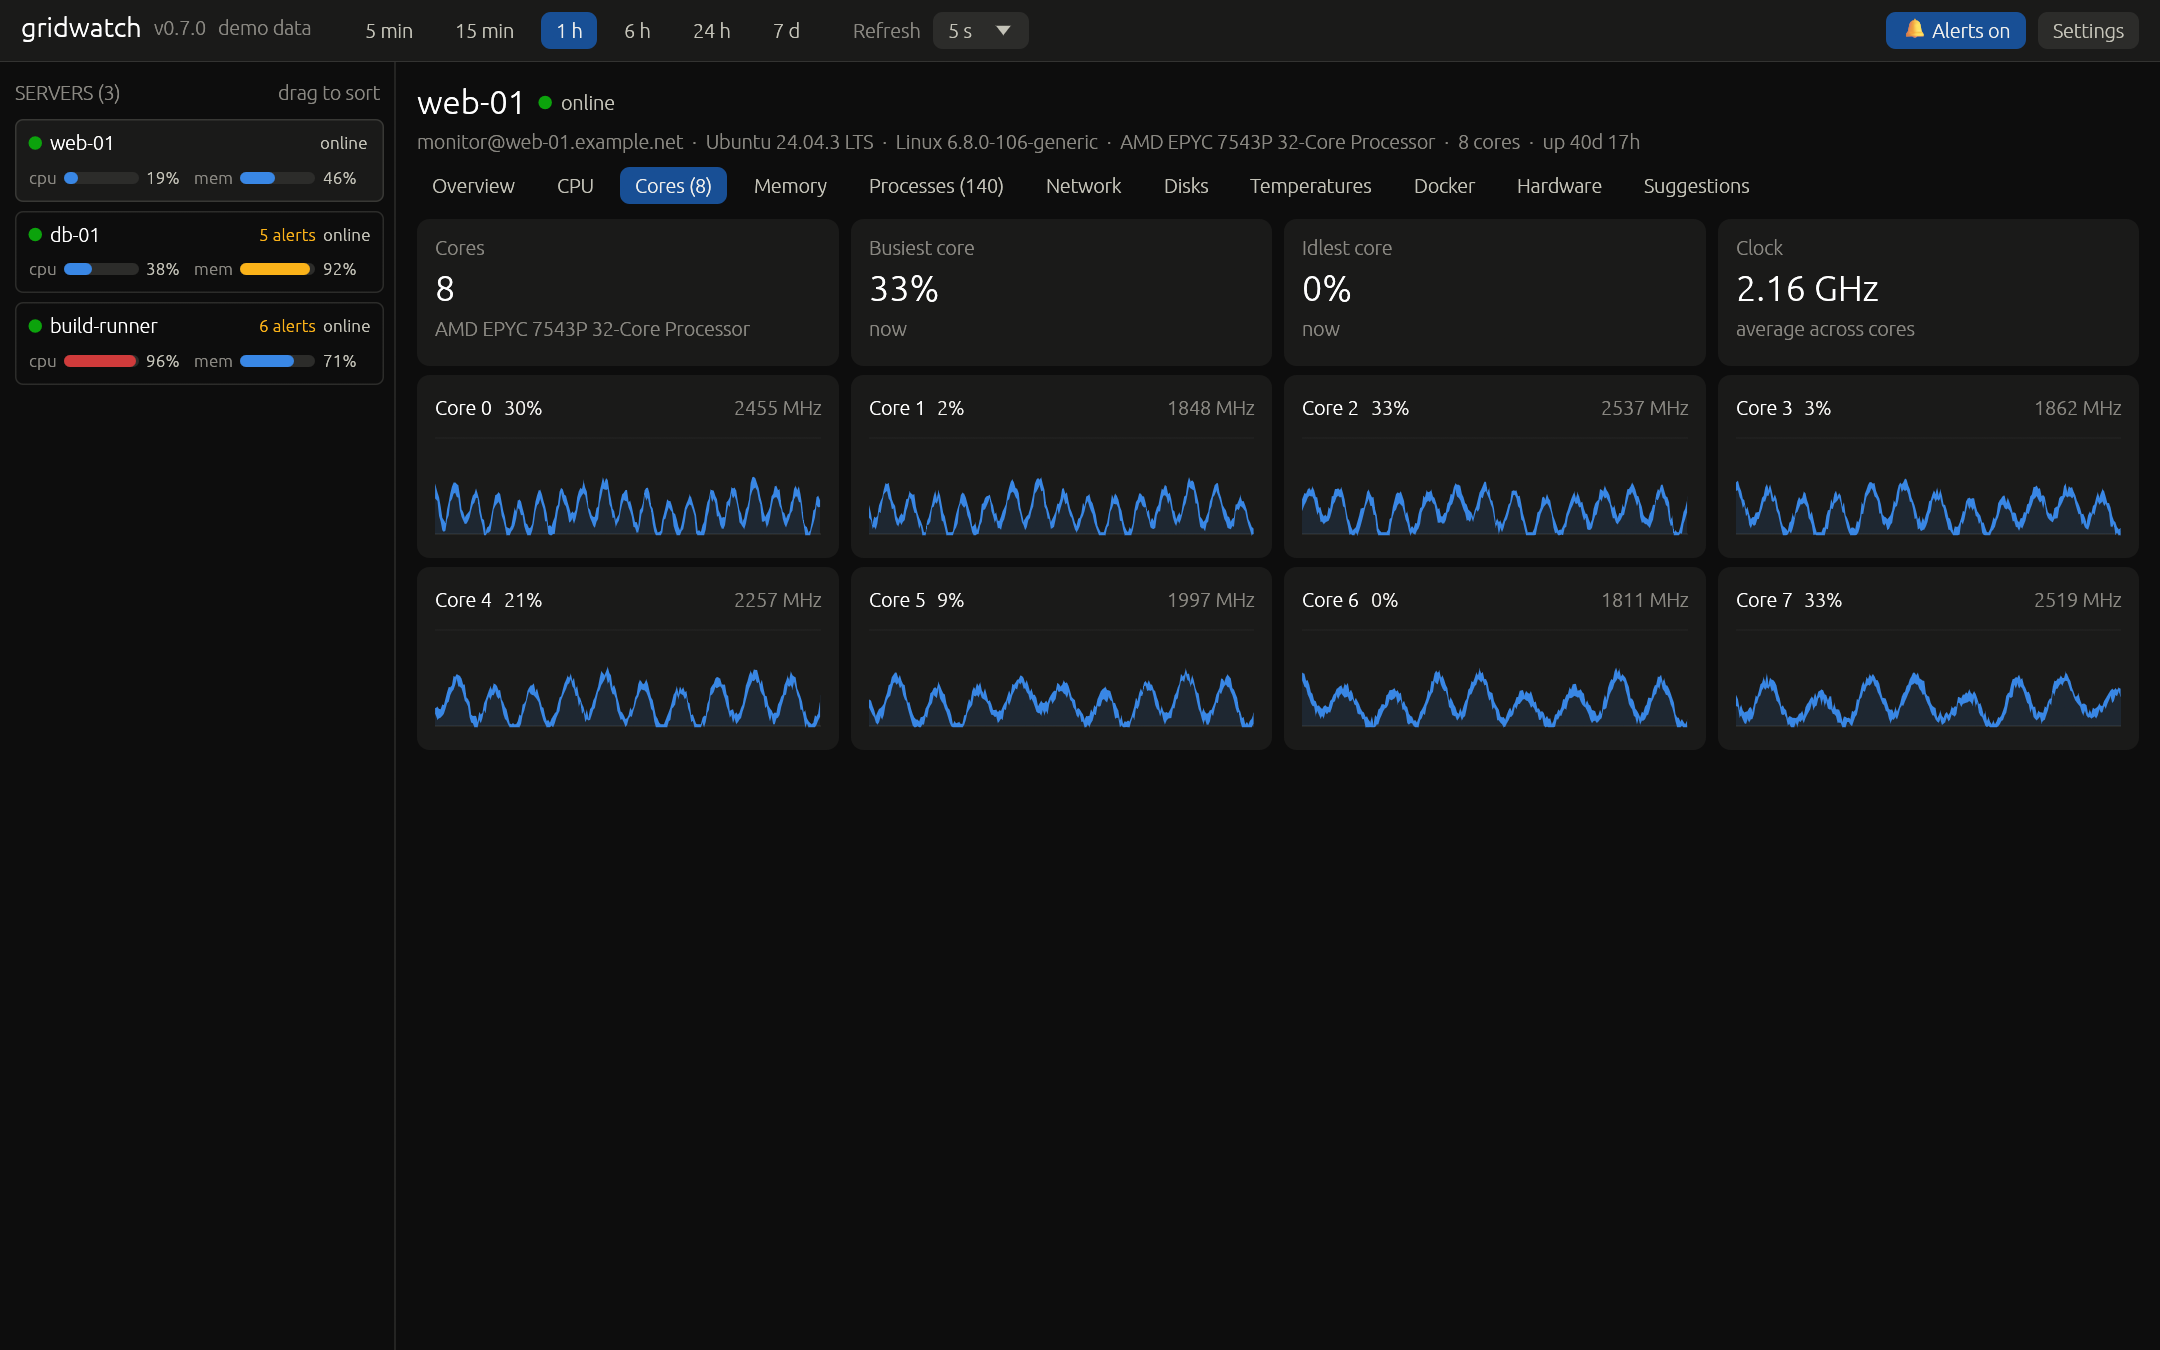 gridwatch v0.7.0 demo data 5 min 15 min 1 h 6 h 24 h 7 d Refresh 5 s Alerts on Settings
SERVERS (3) drag to sort
web-01 online
cpu 19% mem 46%
db-01 5 alerts online
cpu 38% mem 92%
build-runner 6 alerts online
cpu 96% mem 71%
web-01 online
monitor@web-01.example.net · Ubuntu 24.04.3 LTS · Linux 6.8.0-106-generic · AMD EPYC 7543P 32-Core Processor · 8 cores · up 40d 17h
Overview CPU Cores (8) Memory Processes (140) Network Disks Temperatures Docker Hardware Suggestions
Cores
8
AMD EPYC 7543P 32-Core Processor
Busiest core
33%
now
Idlest core
0%
now
Clock
2.16 GHz
average across cores
Core 0 30% 2455 MHz
Core 1 2% 1848 MHz
Core 2 33% 2537 MHz
Core 3 3% 1862 MHz
Core 4 21% 2257 MHz
Core 5 9% 1997 MHz
Core 6 0% 1811 MHz
Core 7 33% 2519 MHz